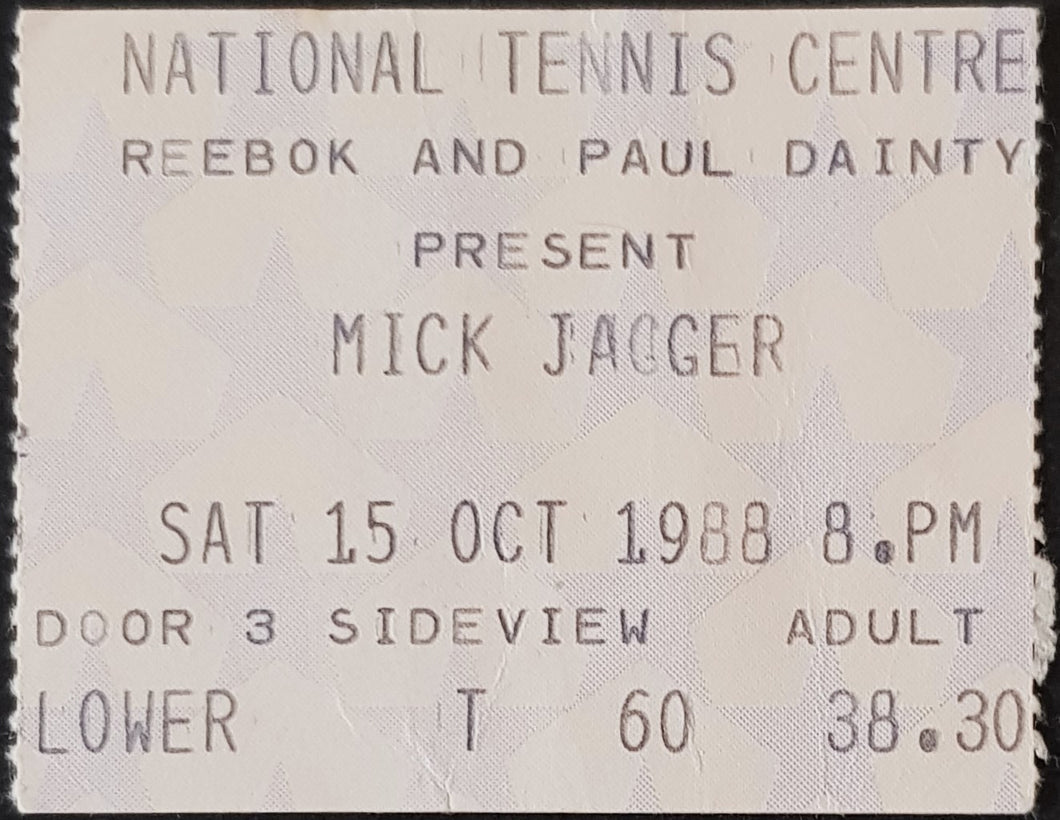 NATIONAL TENNIS CENTRE
REEBOK AND PAUL DAINTY
PRESENT
MICK JAGGER
SAT 15 OCT 1988 8.PM
DOOR 3 SIDEVIEW ADULT
LOWER T 60 38.30